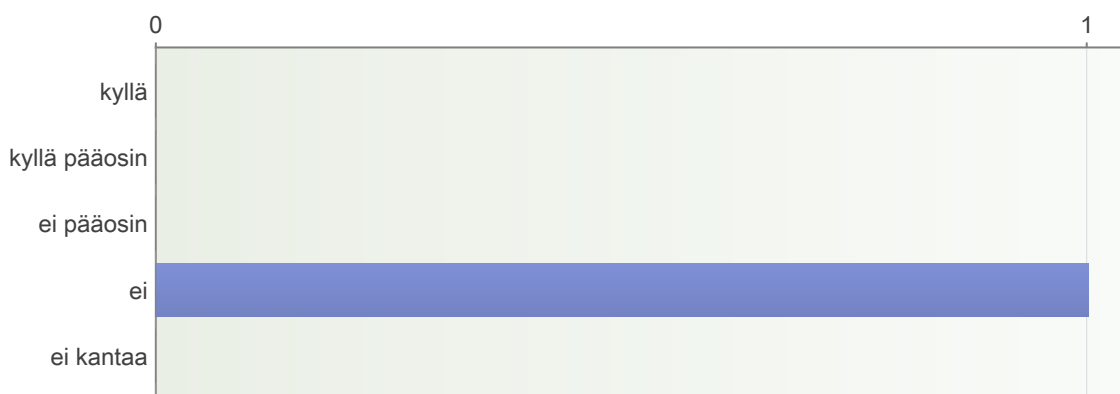 0 1
kyllä
kyllä pääosin
ei pääosin
ei
ei kantaa